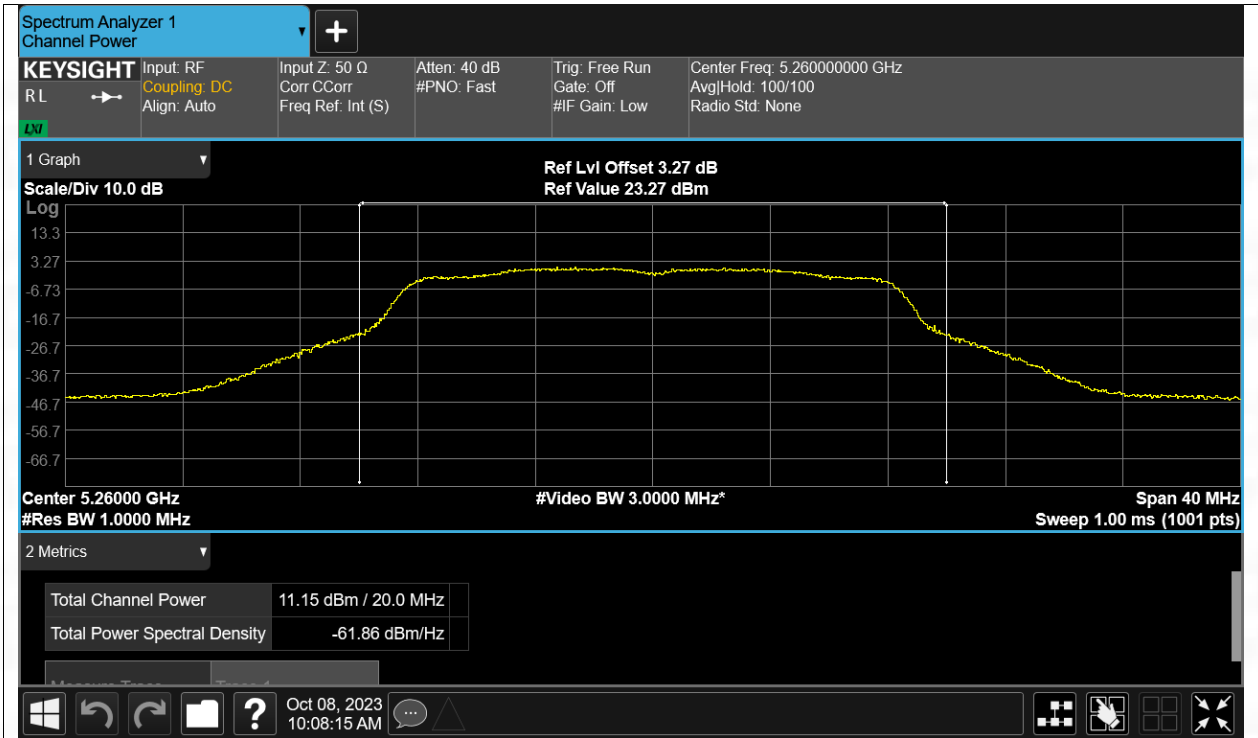 Spectrum Analyzer 1
Channel Power
KEYSIGHT
R L
LXI
Input: RF
Coupling: DC
Align: Auto
Input Z: 50 Ω
Corr CCorr
Freq Ref: Int (S)
Atten: 40 dB
#PNO: Fast
Trig: Free Run
Gate: Off
#IF Gain: Low
Center Freq: 5.260000000 GHz
Avg|Hold: 100/100
Radio Std: None
1 Graph
Scale/Div 10.0 dB
Ref Lvl Offset 3.27 dB
Ref Value 23.27 dBm
Log
13.3
3.27
-6.73
-16.7
-26.7
-36.7
-46.7
-56.7
-66.7
Center 5.26000 GHz
#Video BW 3.0000 MHz*
Span 40 MHz
#Res BW 1.0000 MHz
Sweep 1.00 ms (1001 pts)
2 Metrics
Total Channel Power 11.15 dBm / 20.0 MHz
Total Power Spectral Density -61.86 dBm/Hz
Measure Trace Trace 1
Oct 08, 2023
10:08:15 AM